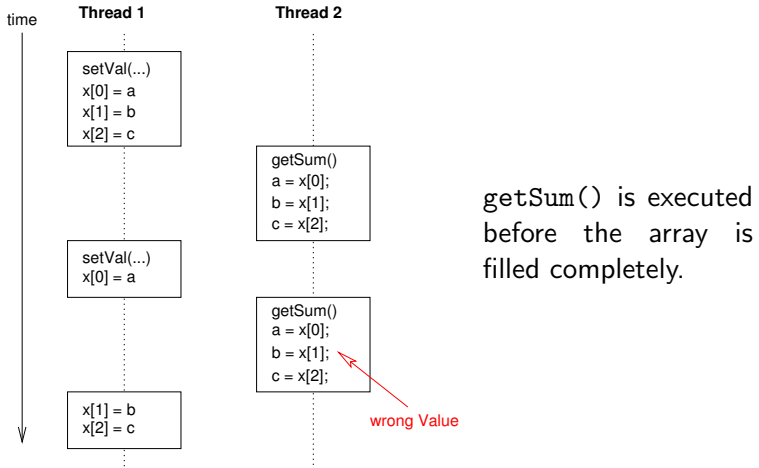 time
Thread 1
Thread 2
setVal(...)
x[0] = a
x[1] = b
x[2] = c
getSum()
a = x[0];
b = x[1];
c = x[2];
setVal(...)
x[0] = a
getSum()
a = x[0];
b = x[1];
c = x[2];
wrong Value
x[1] = b
x[2] = c
getSum() is executed
before the array is
filled completely.